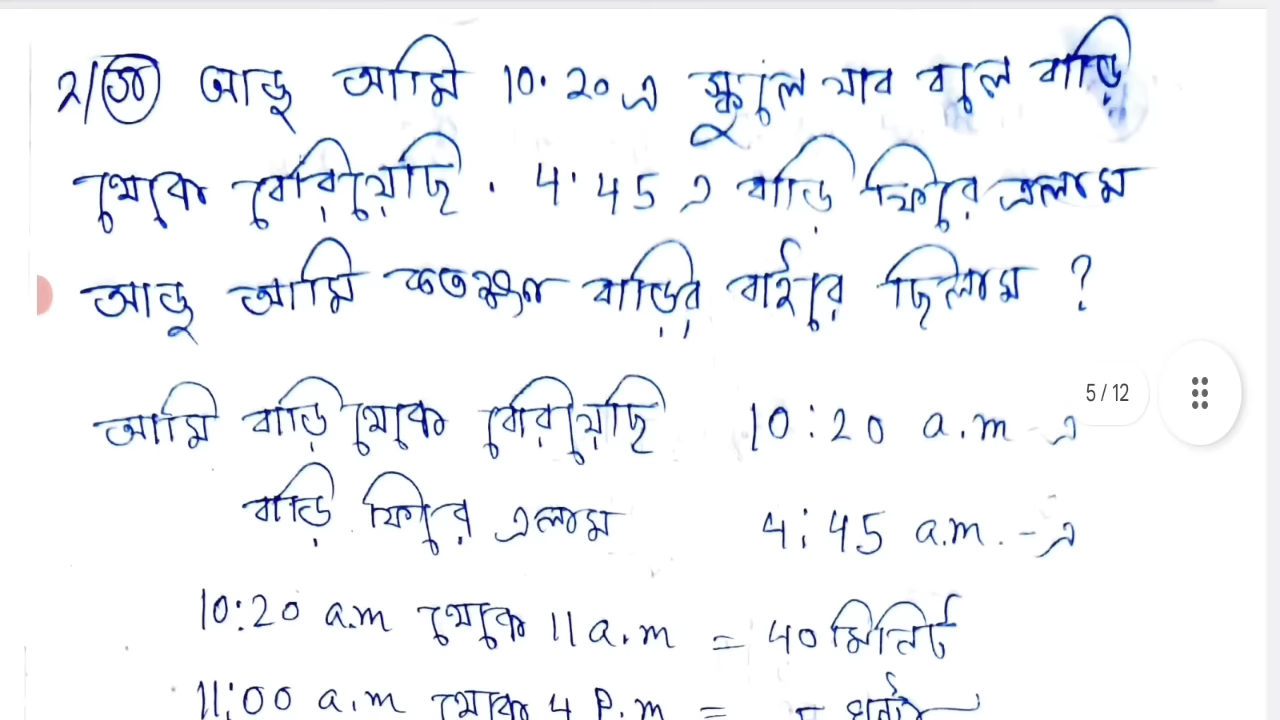 ২/জ আজ আমি 10.20 এ স্কুলে যাব বলে বাড়ি
থেকে বেরিয়েছি. 4.45 এ বাড়ি ফিরে এলাম
আজ আমি কতক্ষণ বাড়ির বাইরে ছিলাম ?
5 / 12
আমি বাড়ি থেকে বেরিয়েছি 10:20 a.m - এ
বাড়ি ফিরে এলাম 4:45 a.m. - এ
10:20 a.m থেকে 11 a.m = 40 মিনিট
11:00 a.m থেকে 4 P.m = ঘন্টা